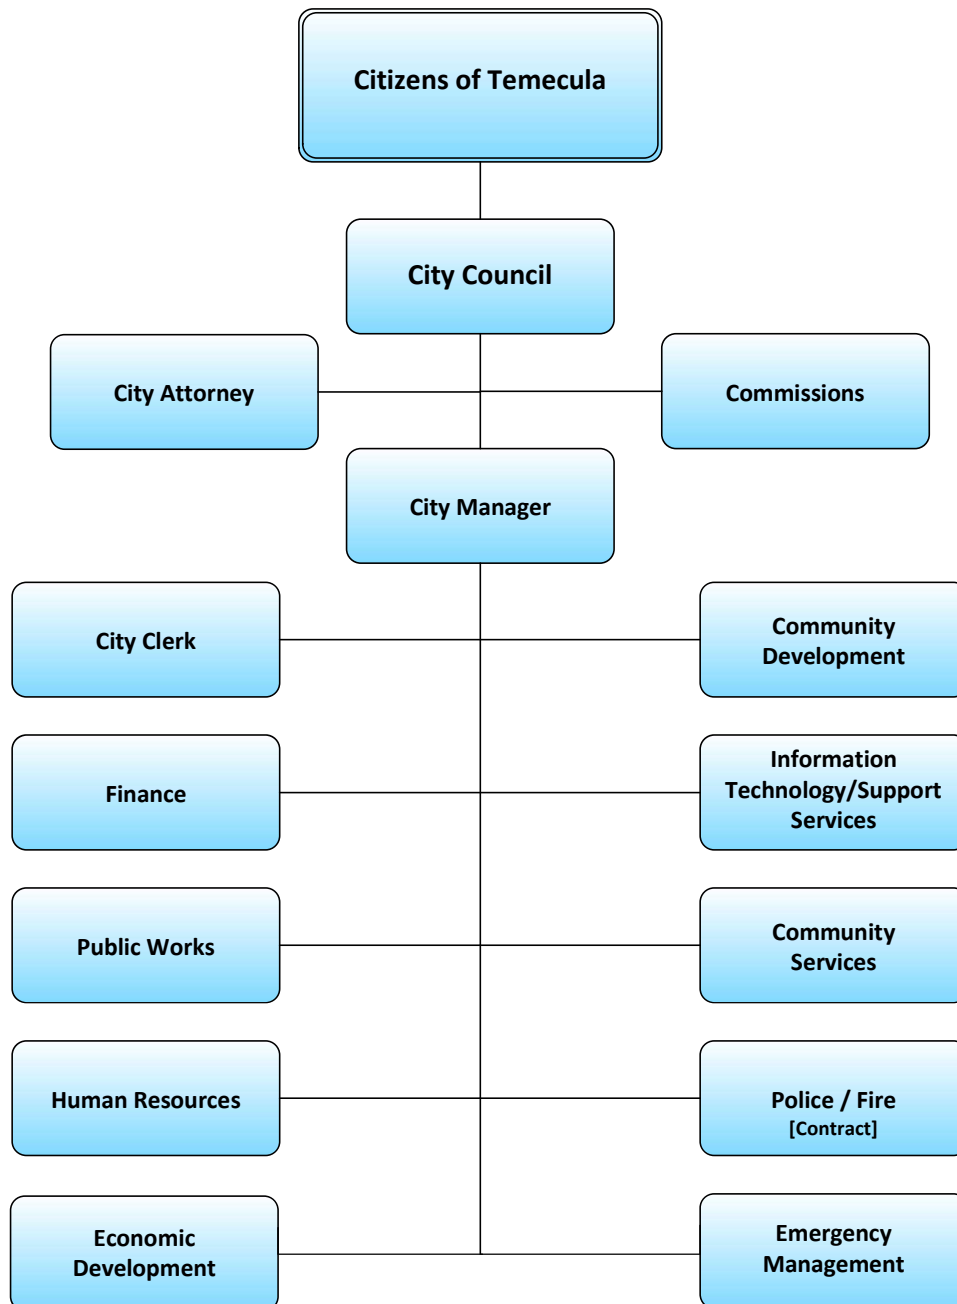 Citizens of Temecula
City Council
City Attorney
Commissions
City Manager
City Clerk
Community
Development
Finance
Information
Technology/Support
Services
Public Works
Community
Services
Human Resources
Police / Fire
[Contract]
Economic
Development
Emergency
Management